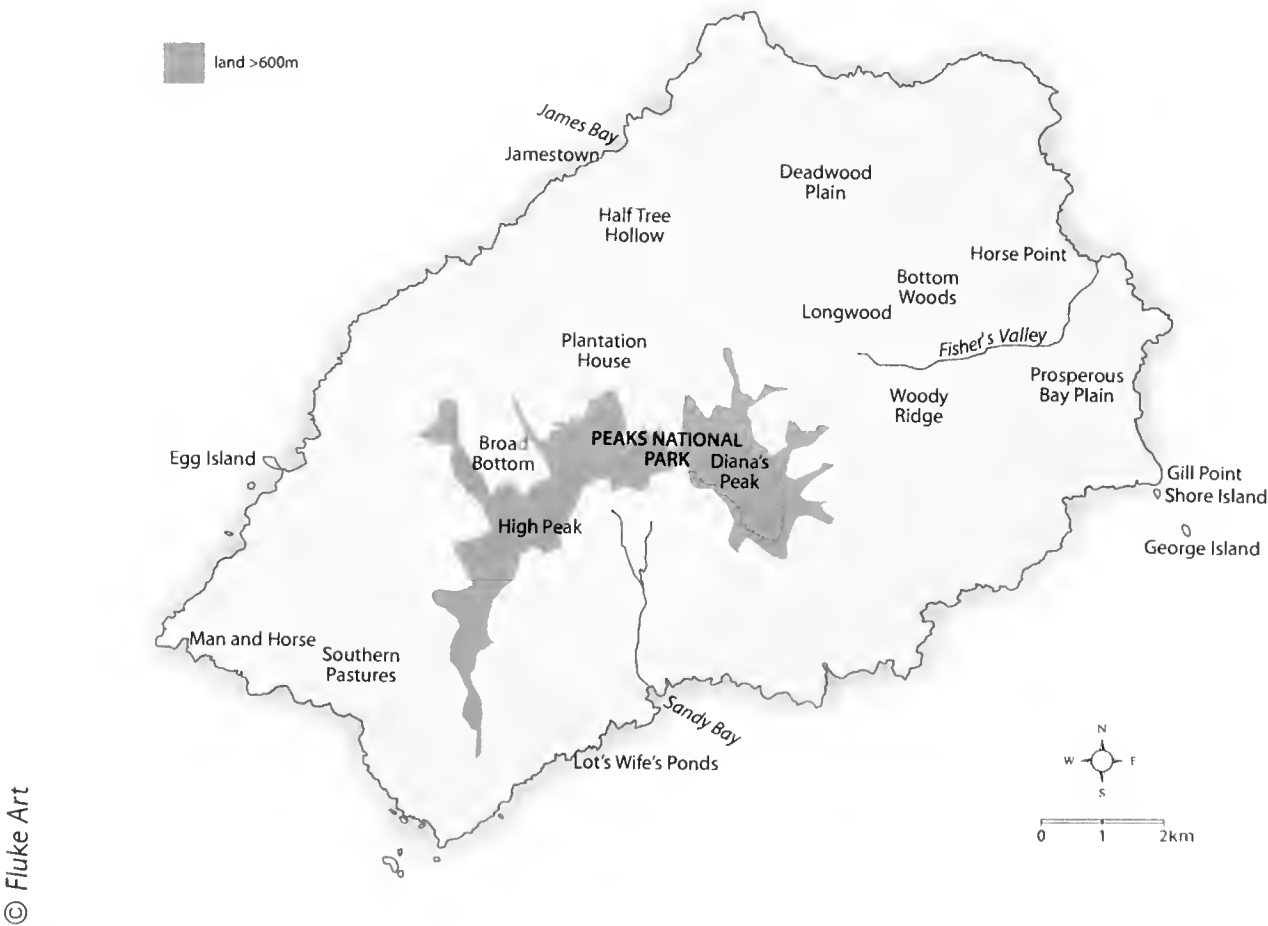 land >600m
James Bay
Jamestown
Deadwood
Plain
Half Tree
Hollow
Horse Point
Bottom
Woods
Longwood
Plantation
House
Fisher's Valley
Prosperous
Bay Plain
Woody
Ridge
Broad
Bottom
PEAKS NATIONAL
PARK
Diana's
Peak
Egg Island
Gill Point
Shore Island
High Peak
George Island
Man and Horse
Southern
Pastures
Sandy Bay
Lot's Wife's Ponds
N
W E
S
0 1 2km
© Fluke Art